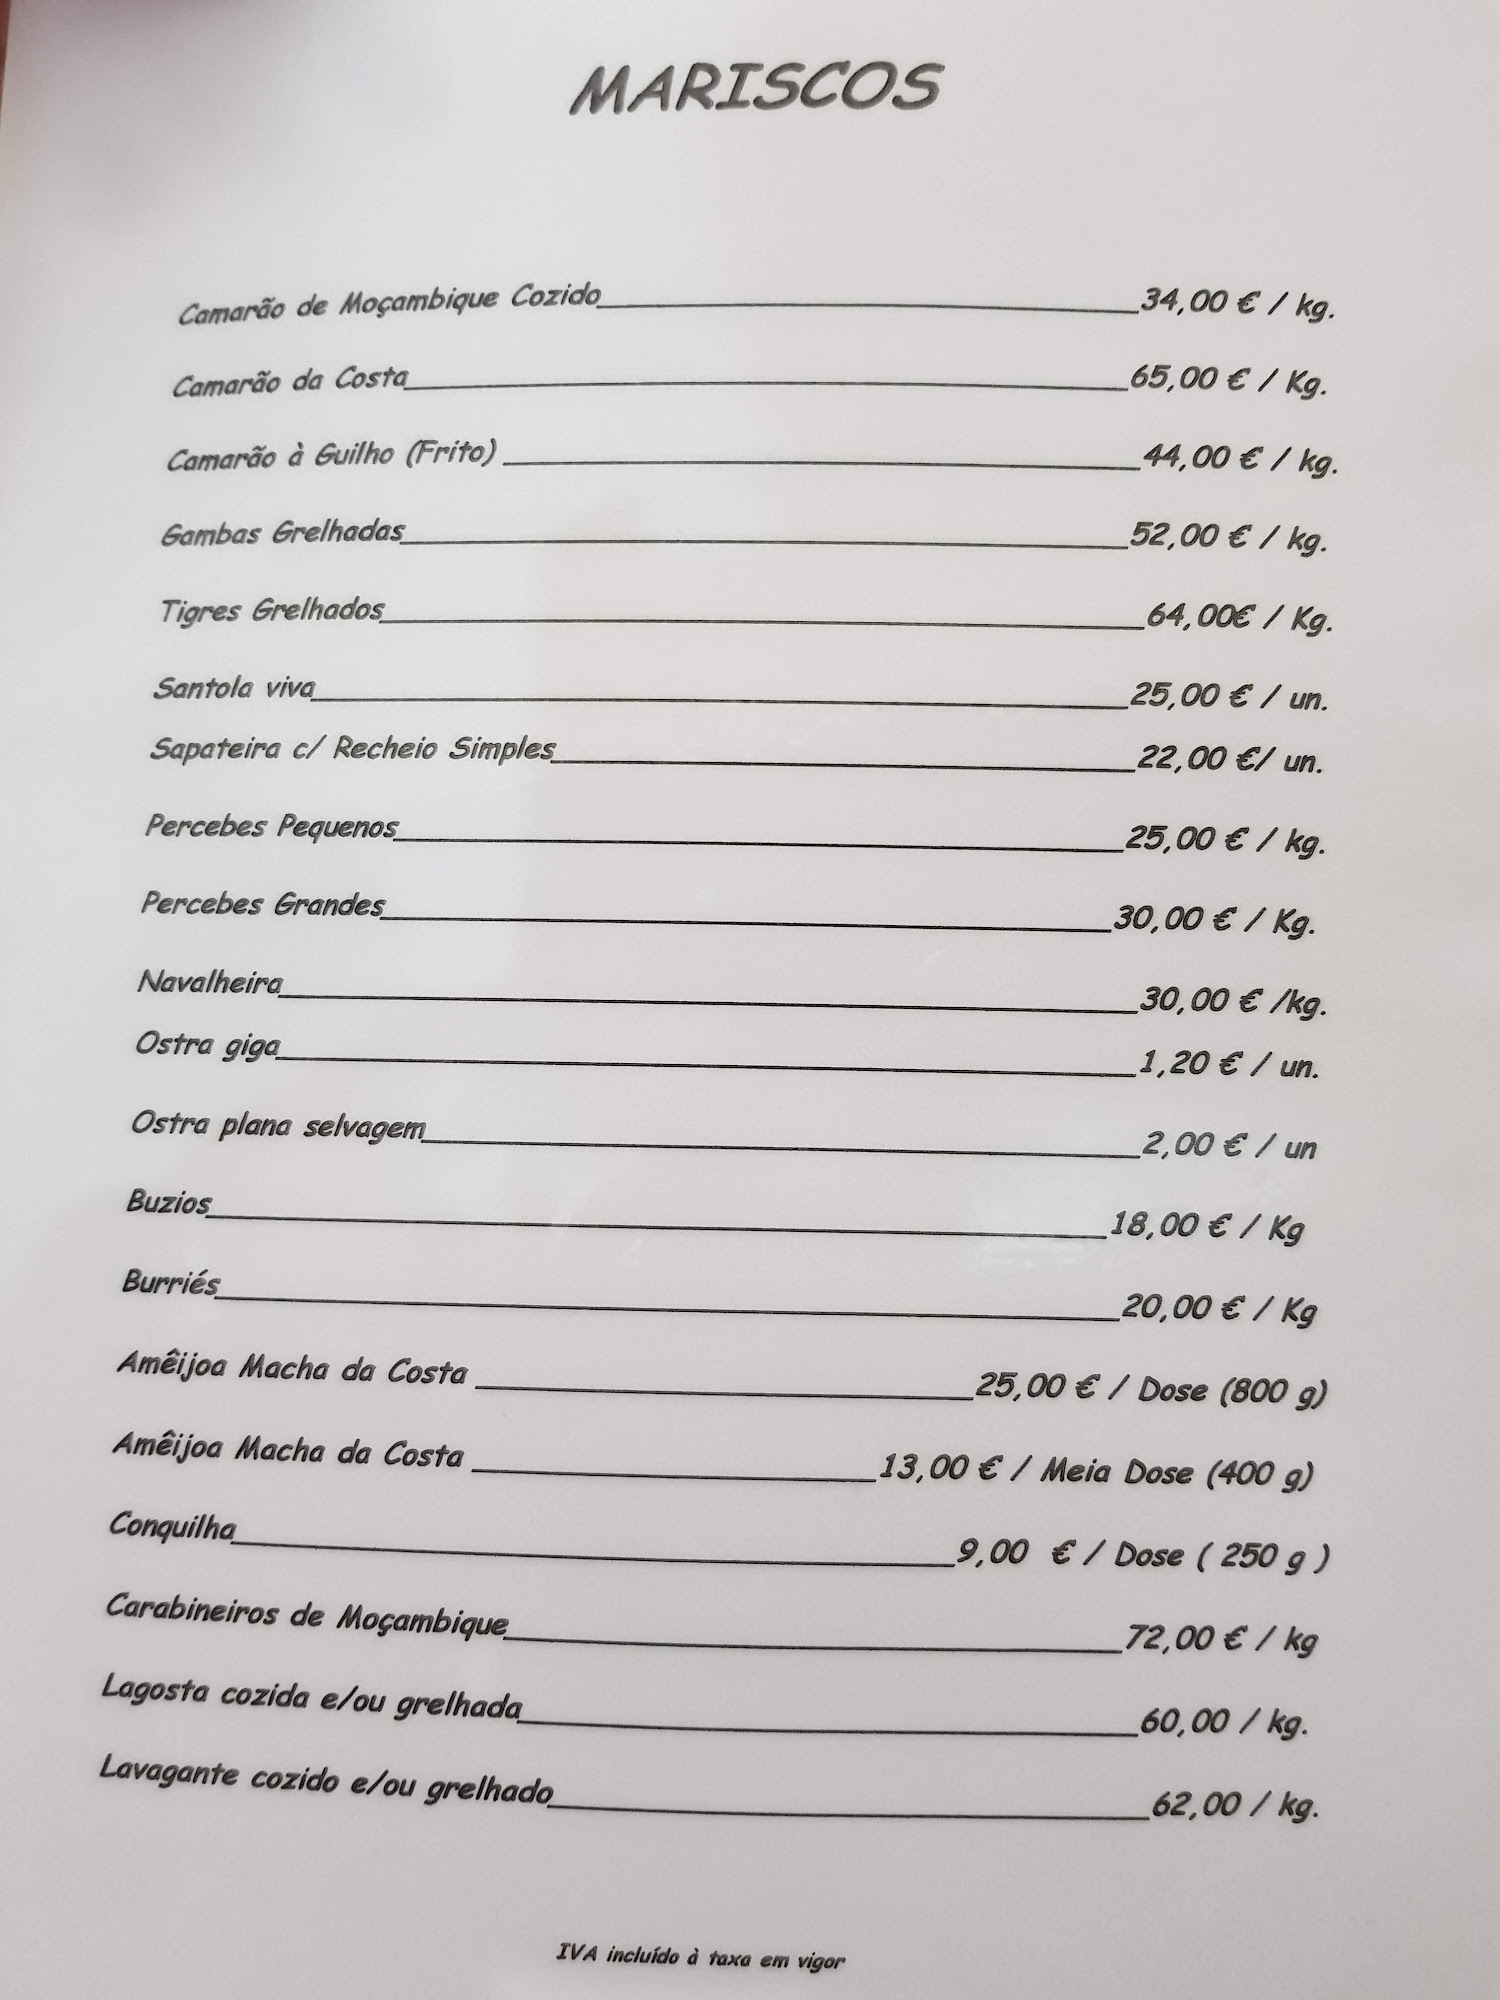 MARISCOS
Camarão de Moçambique Cozido 34,00 € / kg.
Camarão da Costa 65,00 € / Kg.
Camarão à Guilho (Frito) 44,00 € / kg.
Gambas Grelhadas 52,00 € / kg.
Tigres Grelhados 64,00€ / Kg.
Santola viva 25,00 € / un.
Sapateira c/ Recheio Simples 22,00 €/ un.
Percebes Pequenos 25,00 € / kg.
Percebes Grandes 30,00 € / Kg.
Navalheira 30,00 € /kg.
Ostra giga 1,20 € / un.
Ostra plana selvagem 2,00 € / un
Buzios 18,00 € / Kg
Burriés 20,00 € / Kg
Amêijoa Macha da Costa 25,00 € / Dose (800 g)
Amêijoa Macha da Costa 13,00 € / Meia Dose (400 g)
Conquilha 9,00 € / Dose ( 250 g )
Carabineiros de Moçambique 72,00 € / kg
Lagosta cozida e/ou grelhada 60,00 / kg.
Lavagante cozido e/ou grelhado 62,00 / kg.
IVA incluído à taxa em vigor